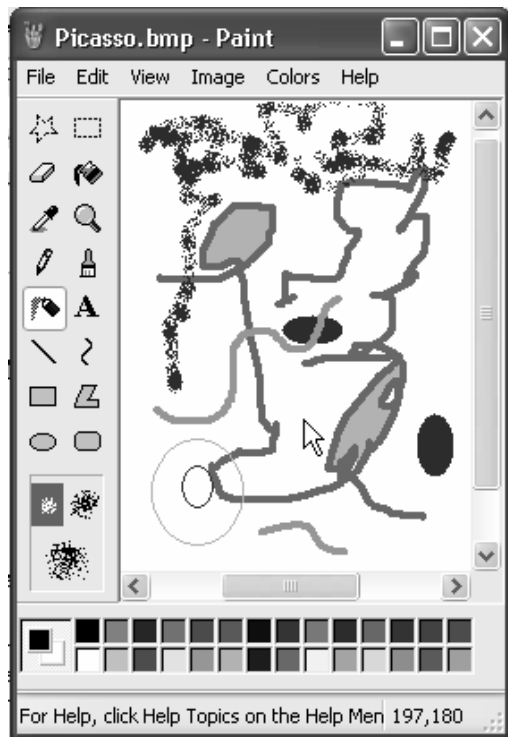 Picasso.bmp - Paint
File Edit View Image Colors Help
A
For Help, click Help Topics on the Help Men 197,180